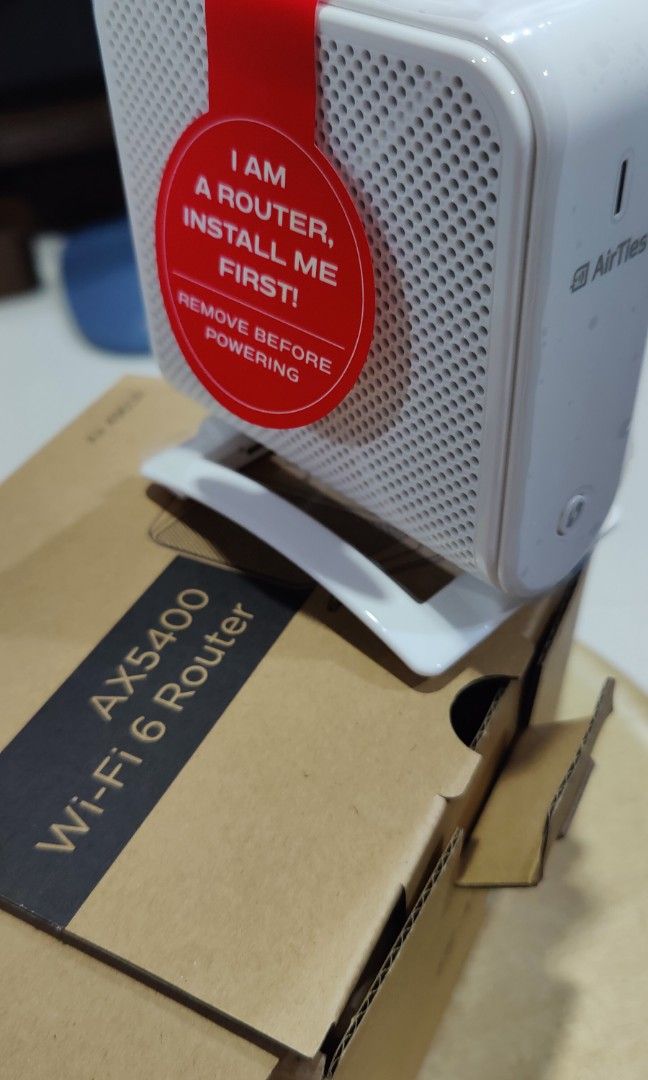 I AM
A ROUTER,
INSTALL ME
FIRST!
REMOVE BEFORE
POWERING
AirTies
AX5400
Wi-Fi 6 Router